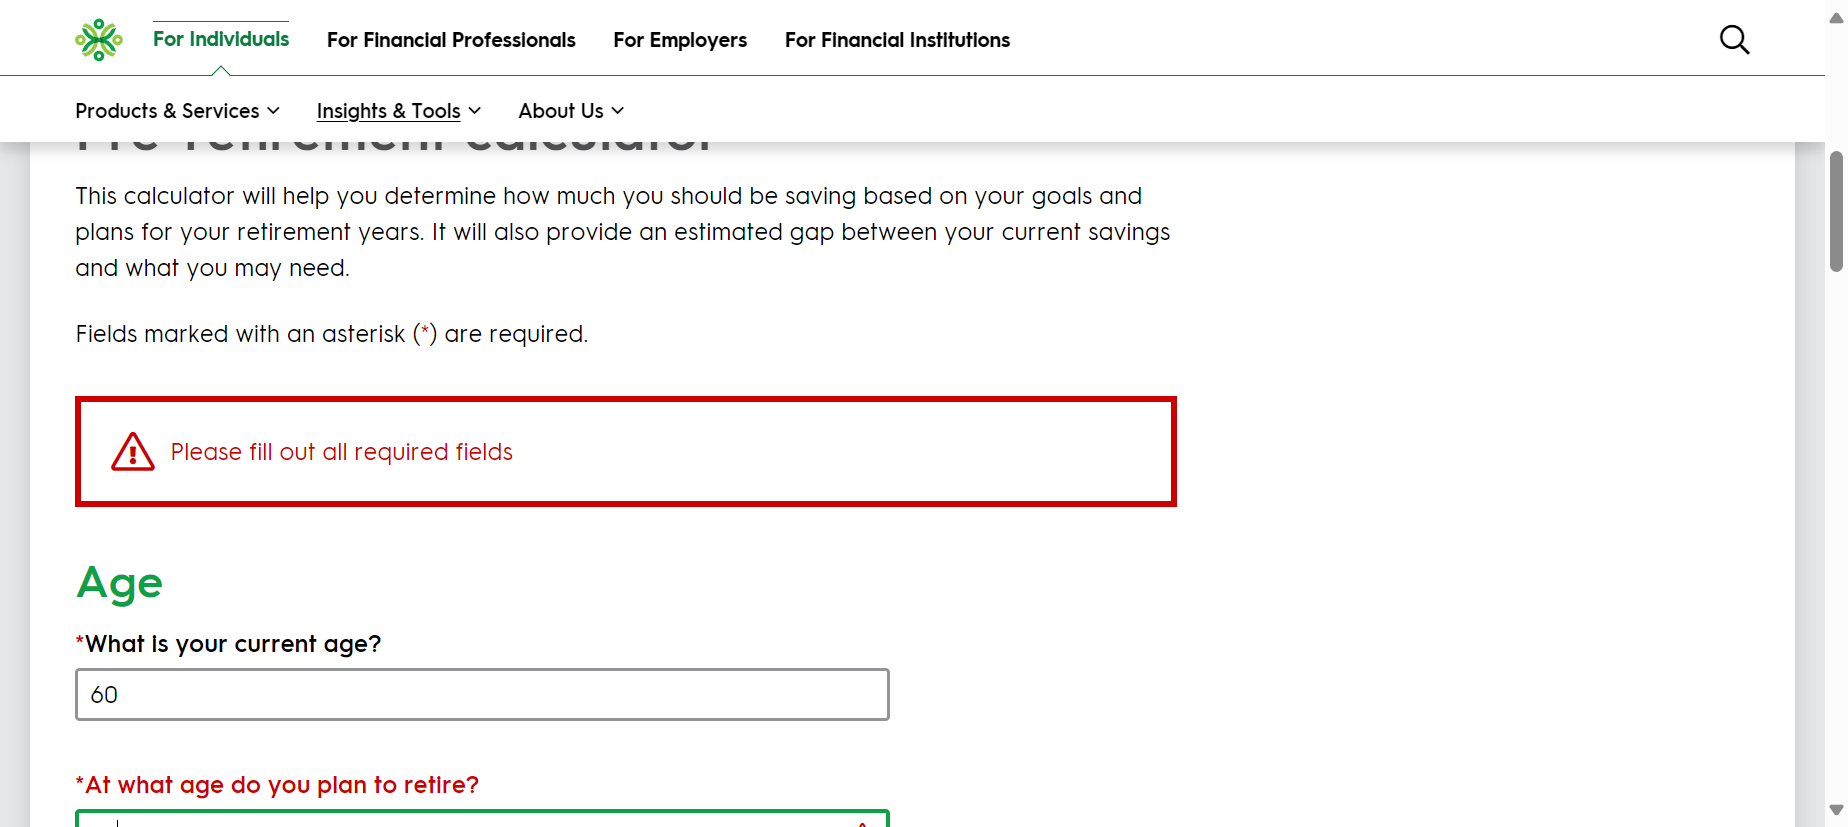 For Individuals
For Financial Professionals
For Employers
For Financial Institutions
Products & Services
Insights & Tools
About Us
Pre-retirement calculator
This calculator will help you determine how much you should be saving based on your goals and
plans for your retirement years. It will also provide an estimated gap between your current savings
and what you may need.
Fields marked with an asterisk (*) are required.
Please fill out all required fields
Age
*What is your current age?
60
*At what age do you plan to retire?